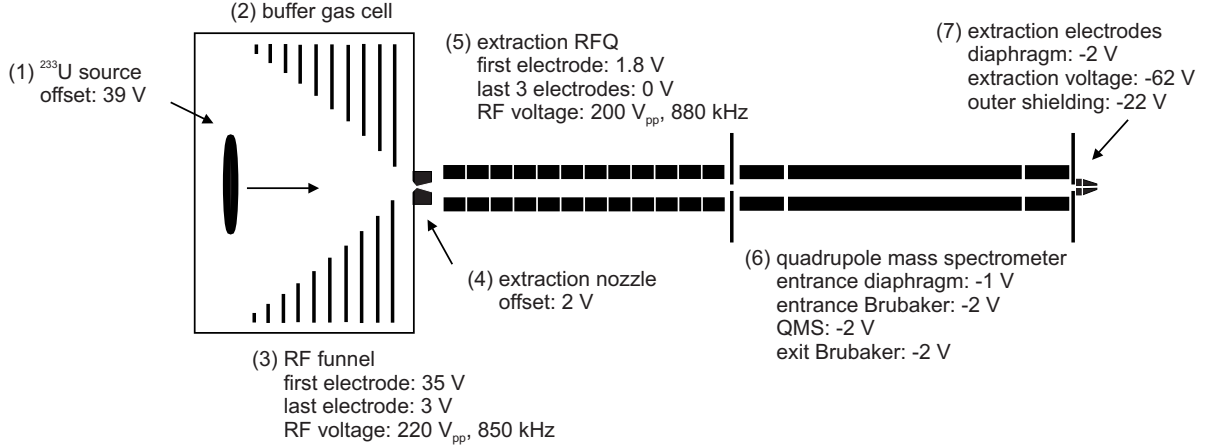 (2) buffer gas cell
(1) ²³³U source
offset: 39 V
(5) extraction RFQ
first electrode: 1.8 V
last 3 electrodes: 0 V
RF voltage: 200 Vpp, 880 kHz
(7) extraction electrodes
diaphragm: -2 V
extraction voltage: -62 V
outer shielding: -22 V
(4) extraction nozzle
offset: 2 V
(6) quadrupole mass spectrometer
entrance diaphragm: -1 V
entrance Brubaker: -2 V
QMS: -2 V
exit Brubaker: -2 V
(3) RF funnel
first electrode: 35 V
last electrode: 3 V
RF voltage: 220 Vpp, 850 kHz